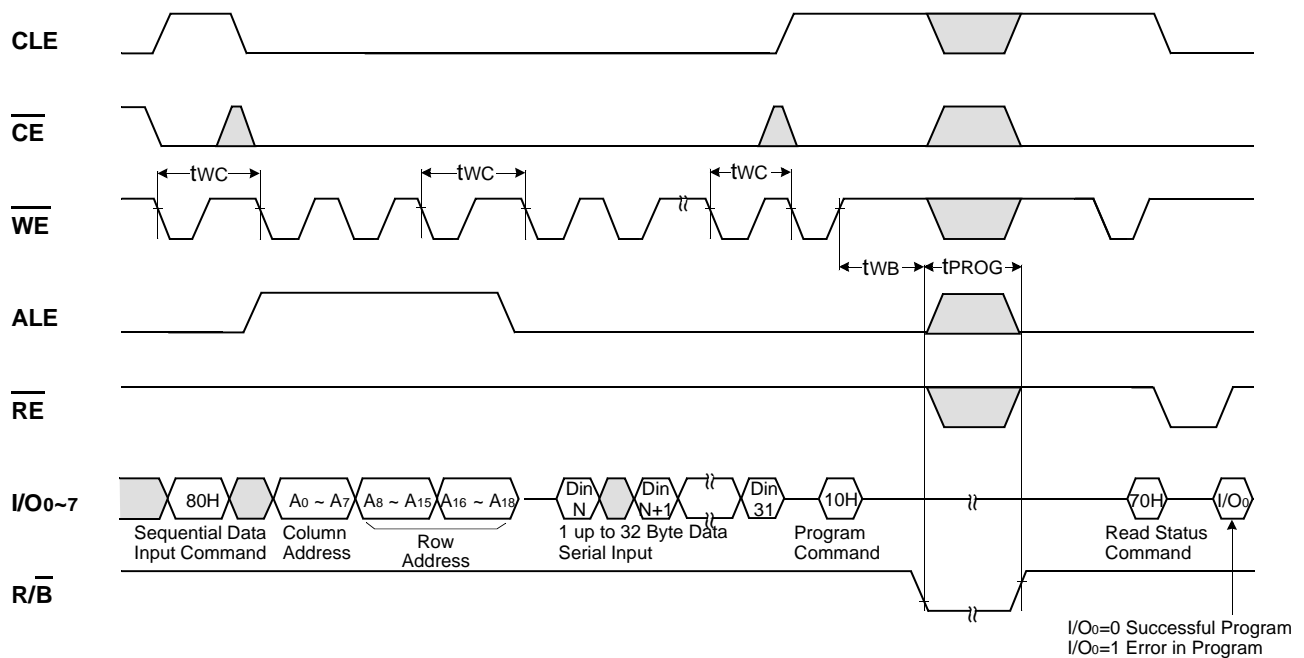 CLE
CE
tWC
tWC
tWC
WE
tWB
tPROG
ALE
RE
I/O0~7
80H
A0 ~ A7
A8 ~ A15
A16 ~ A18
Din N
Din N+1
Din 31
10H
70H
I/O0
Sequential Data
Input Command
Column
Address
Row
Address
1 up to 32 Byte Data
Serial Input
Program
Command
Read Status
Command
R/B
I/O0=0 Successful Program
I/O0=1 Error in Program